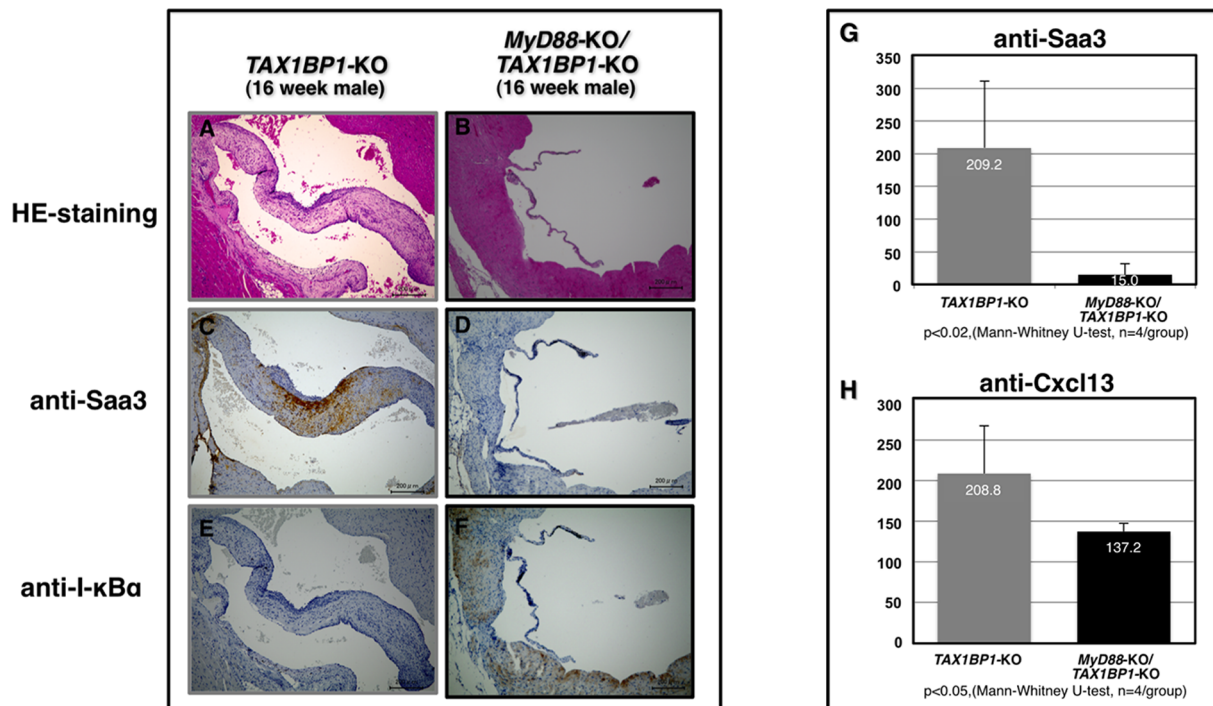 TAX1BP1-KO
(16 week male)
MyD88-KO/
TAX1BP1-KO
(16 week male)
HE-staining
A
B
anti-Saa3
C
200 μm
D
200 μm
anti-I-κBα
E
F
G
anti-Saa3
350
300
250
200
150
100
50
0
209.2
15.0
TAX1BP1-KO
MyD88-KO/
TAX1BP1-KO
p<0.02,(Mann-Whitney U-test, n=4/group)
H
anti-Cxcl13
300
250
200
150
100
50
0
208.8
137.2
TAX1BP1-KO
MyD88-KO/
TAX1BP1-KO
p<0.05,(Mann-Whitney U-test, n=4/group)